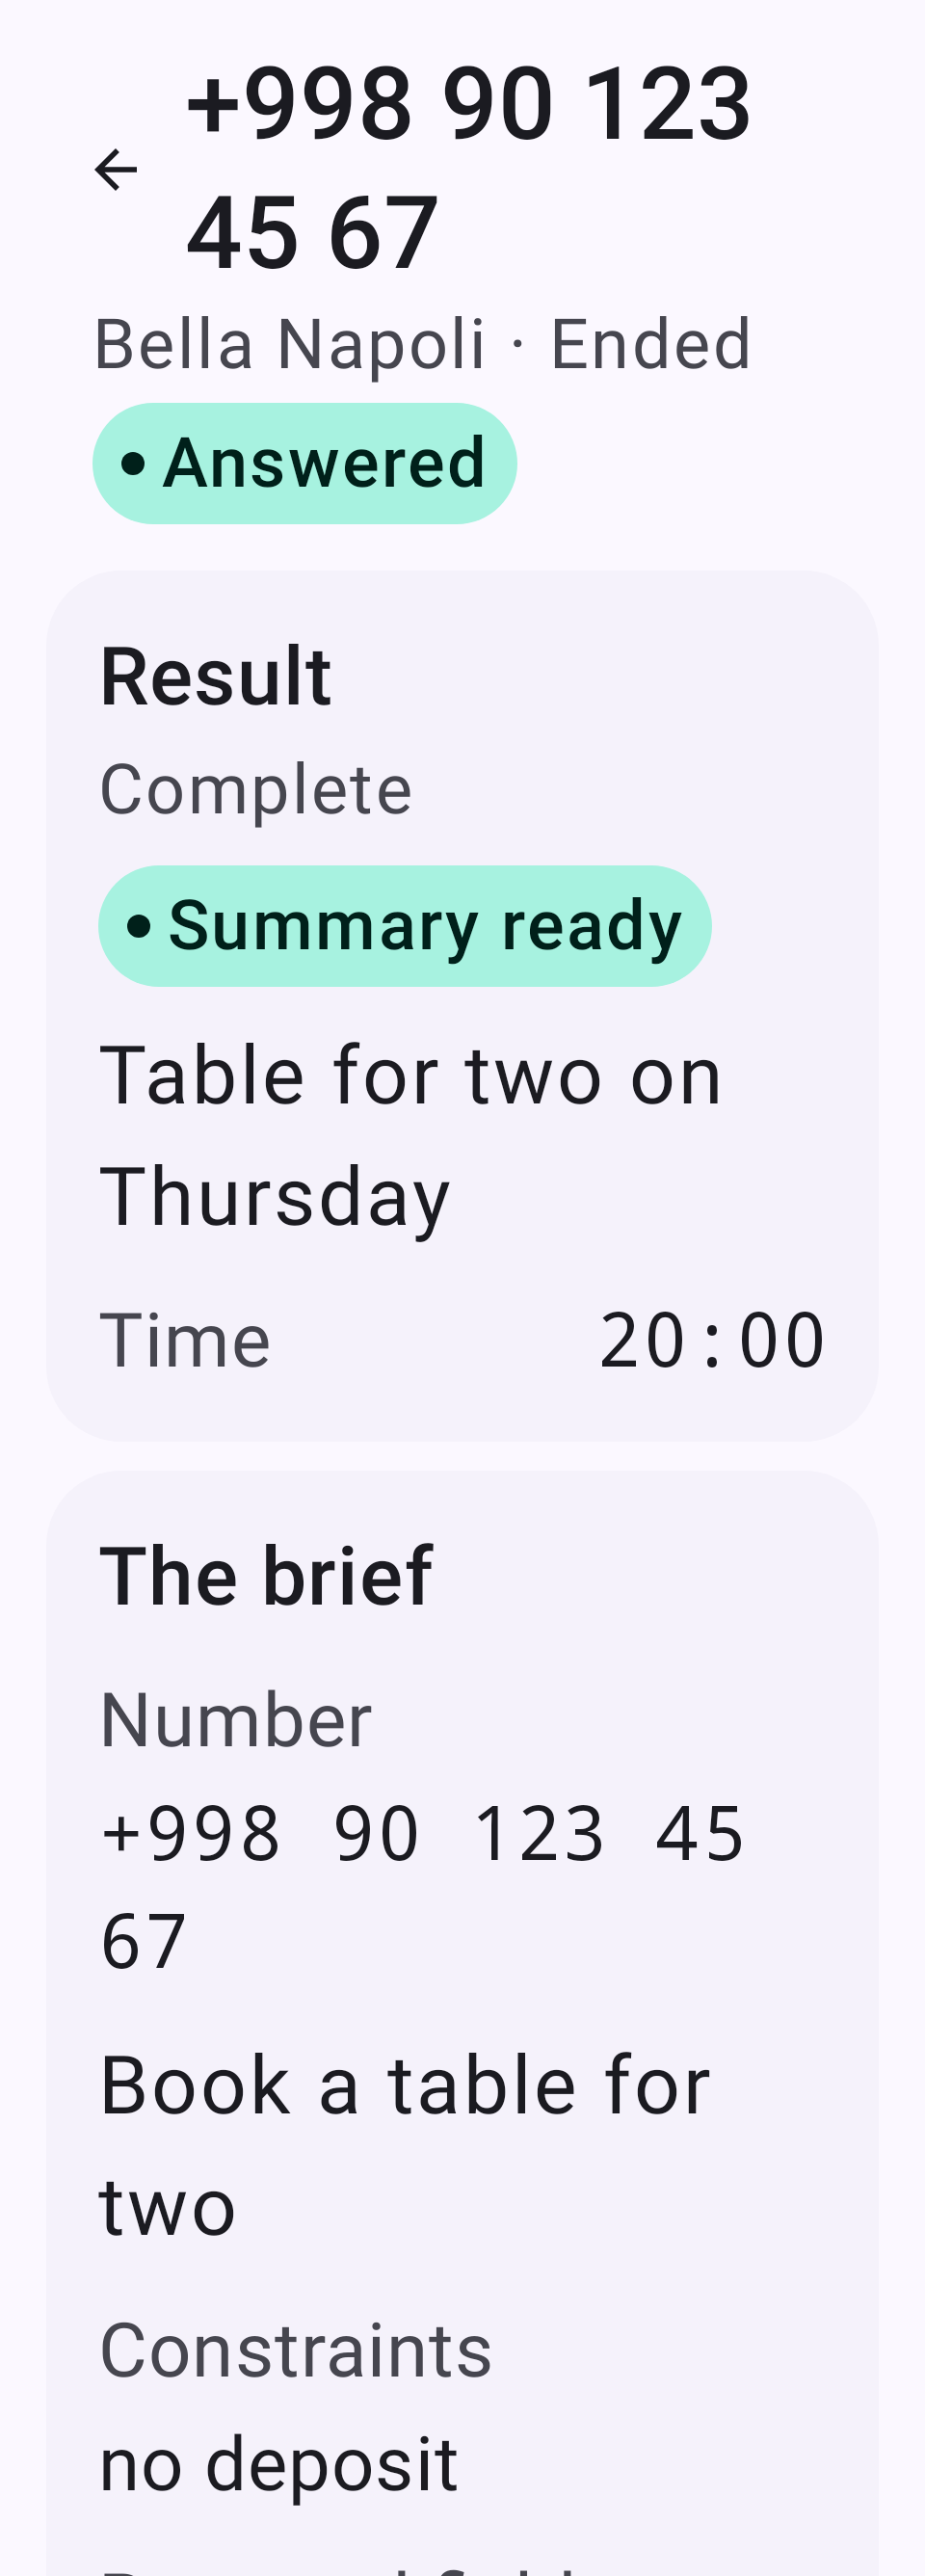 +998 90 123
45 67
Bella Napoli · Ended
• Answered
Result
Complete
• Summary ready
Table for two on
Thursday
Time 20:00
The brief
Number
+998 90 123 45
67
Book a table for
two
Constraints
no deposit